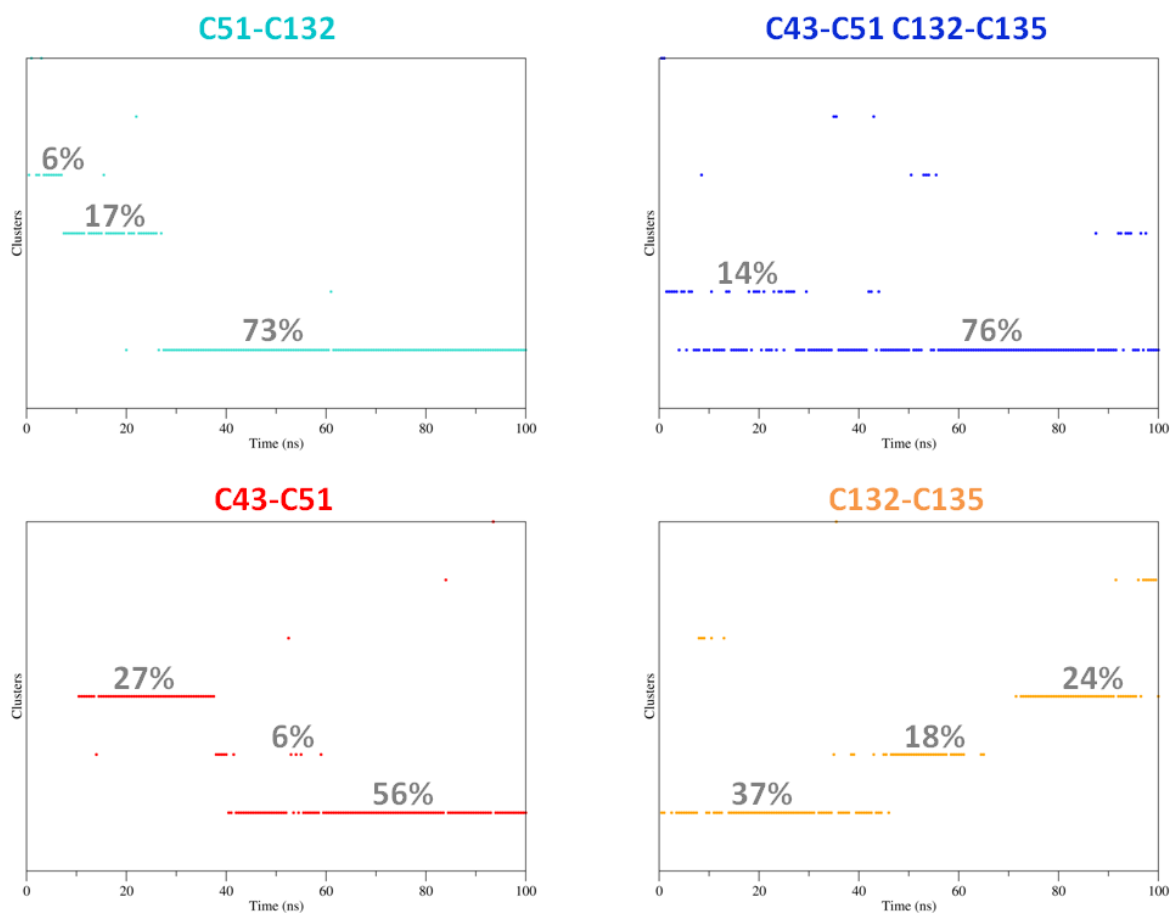 C51-C132
6%
17%
73%
Clusters
0 20 40 60 80 100
Time (ns)
C43-C51 C132-C135
14%
76%
Clusters
0 20 40 60 80 100
Time (ns)
C43-C51
27%
6%
56%
Clusters
0 20 40 60 80 100
Time (ns)
C132-C135
24%
18%
37%
Clusters
0 20 40 60 80 100
Time (ns)